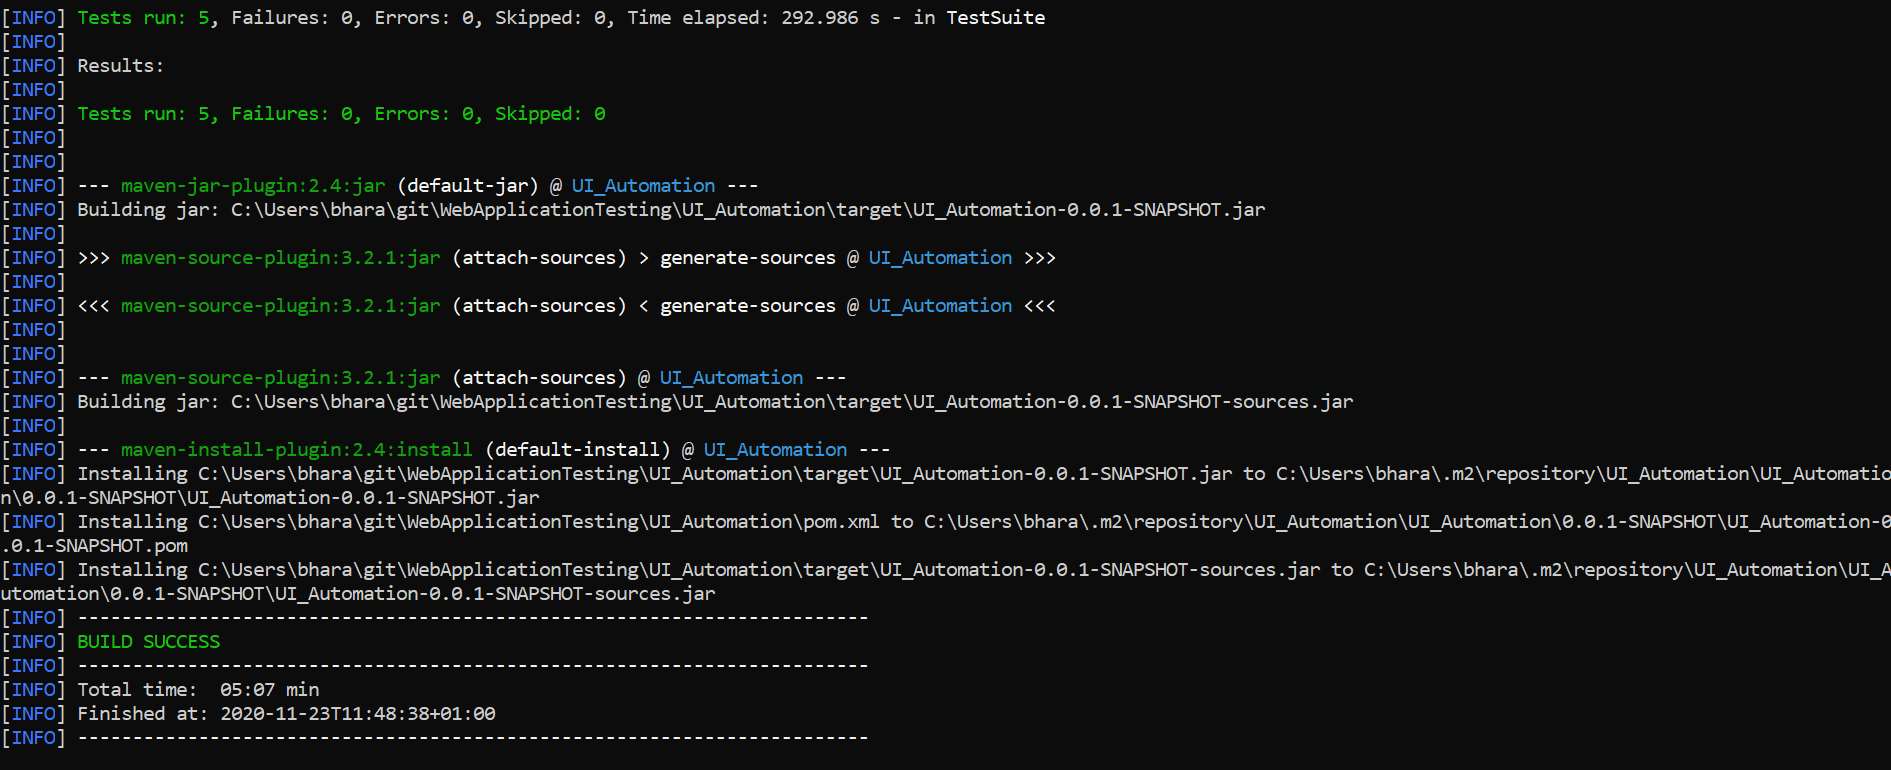 [INFO] Tests run: 5, Failures: 0, Errors: 0, Skipped: 0, Time elapsed: 292.986 s - in TestSuite
[INFO]
[INFO] Results:
[INFO]
[INFO] Tests run: 5, Failures: 0, Errors: 0, Skipped: 0
[INFO]
[INFO]
[INFO] --- maven-jar-plugin:2.4:jar (default-jar) @ UI_Automation ---
[INFO] Building jar: C:\Users\bhara\git\WebApplicationTesting\UI_Automation\target\UI_Automation-0.0.1-SNAPSHOT.jar
[INFO]
[INFO] >>> maven-source-plugin:3.2.1:jar (attach-sources) > generate-sources @ UI_Automation >>>
[INFO]
[INFO] <<< maven-source-plugin:3.2.1:jar (attach-sources) < generate-sources @ UI_Automation <<<
[INFO]
[INFO]
[INFO] --- maven-source-plugin:3.2.1:jar (attach-sources) @ UI_Automation ---
[INFO] Building jar: C:\Users\bhara\git\WebApplicationTesting\UI_Automation\target\UI_Automation-0.0.1-SNAPSHOT-sources.jar
[INFO]
[INFO] --- maven-install-plugin:2.4:install (default-install) @ UI_Automation ---
[INFO] Installing C:\Users\bhara\git\WebApplicationTesting\UI_Automation\target\UI_Automation-0.0.1-SNAPSHOT.jar to C:\Users\bhara\.m2\repository\UI_Automation\UI_Automatio
n\0.0.1-SNAPSHOT\UI_Automation-0.0.1-SNAPSHOT.jar
[INFO] Installing C:\Users\bhara\git\WebApplicationTesting\UI_Automation\pom.xml to C:\Users\bhara\.m2\repository\UI_Automation\UI_Automation\0.0.1-SNAPSHOT\UI_Automation-0
.0.1-SNAPSHOT.pom
[INFO] Installing C:\Users\bhara\git\WebApplicationTesting\UI_Automation\target\UI_Automation-0.0.1-SNAPSHOT-sources.jar to C:\Users\bhara\.m2\repository\UI_Automation\UI_A
utomation\0.0.1-SNAPSHOT\UI_Automation-0.0.1-SNAPSHOT-sources.jar
[INFO] ------------------------------------------------------------------------
[INFO] BUILD SUCCESS
[INFO] ------------------------------------------------------------------------
[INFO] Total time:  05:07 min
[INFO] Finished at: 2020-11-23T11:48:38+01:00
[INFO] ------------------------------------------------------------------------